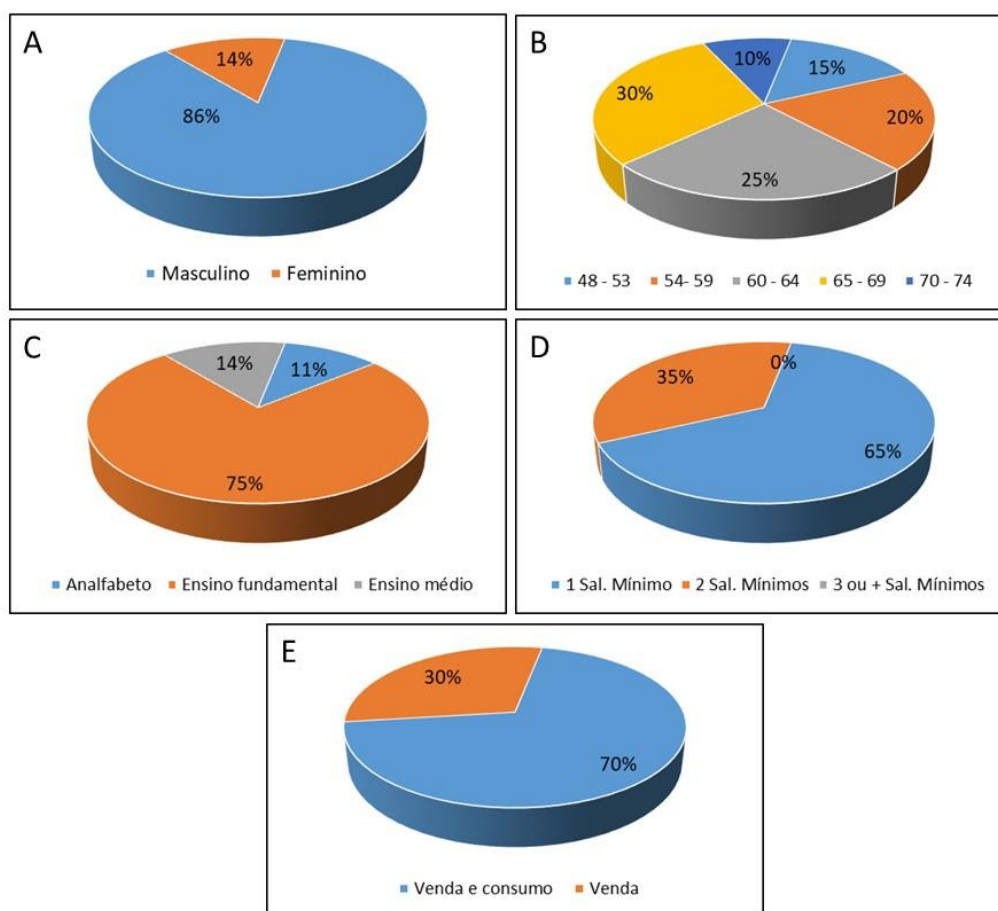 A
14%
86%
Masculino Feminino
B
10%
15%
30%
20%
25%
48 - 53 54- 59 60 - 64 65 - 69 70 - 74
C
14%
11%
75%
Analfabeto Ensino fundamental Ensino médio
D
0%
35%
65%
1 Sal. Mínimo 2 Sal. Mínimos 3 ou + Sal. Mínimos
E
30%
70%
Venda e consumo Venda